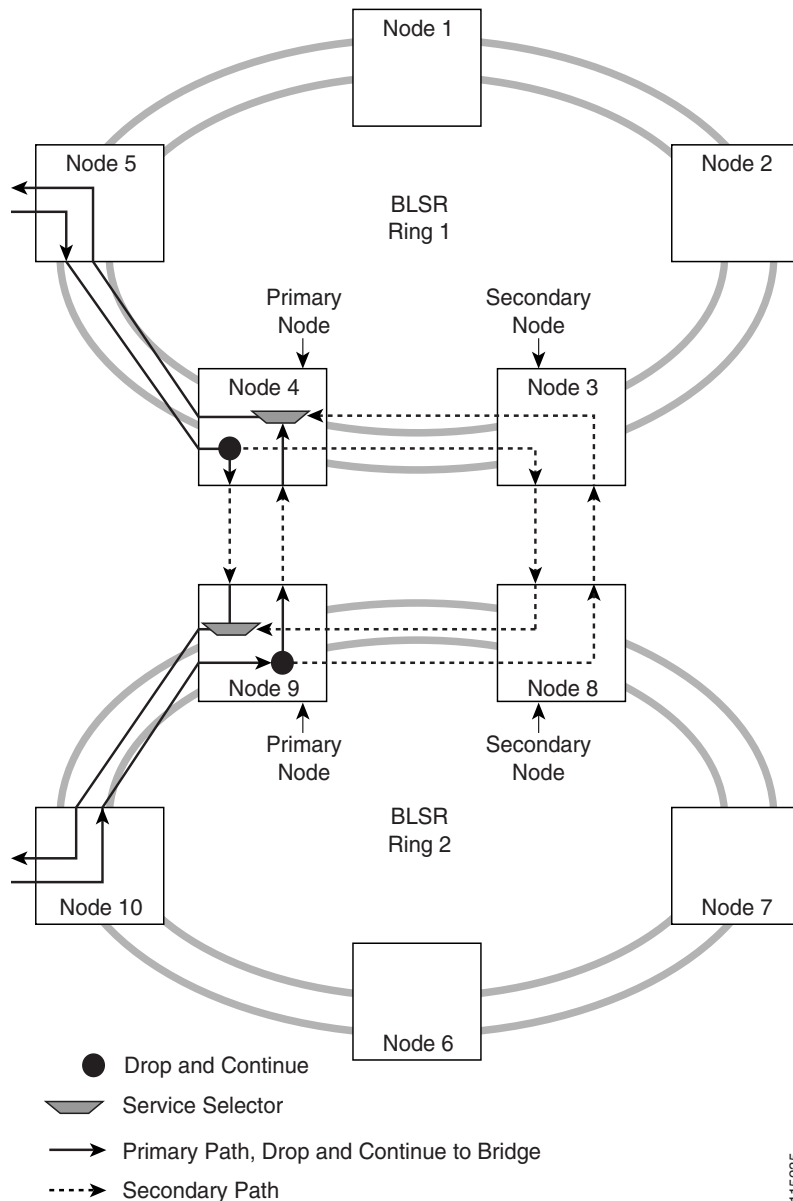 Node 1
Node 5
Node 2
BLSR
Ring 1
Primary
Node
Secondary
Node
Node 4
Node 3
Node 9
Node 8
Primary
Node
Secondary
Node
BLSR
Ring 2
Node 10
Node 7
Node 6
Drop and Continue
Service Selector
Primary Path, Drop and Continue to Bridge
Secondary Path